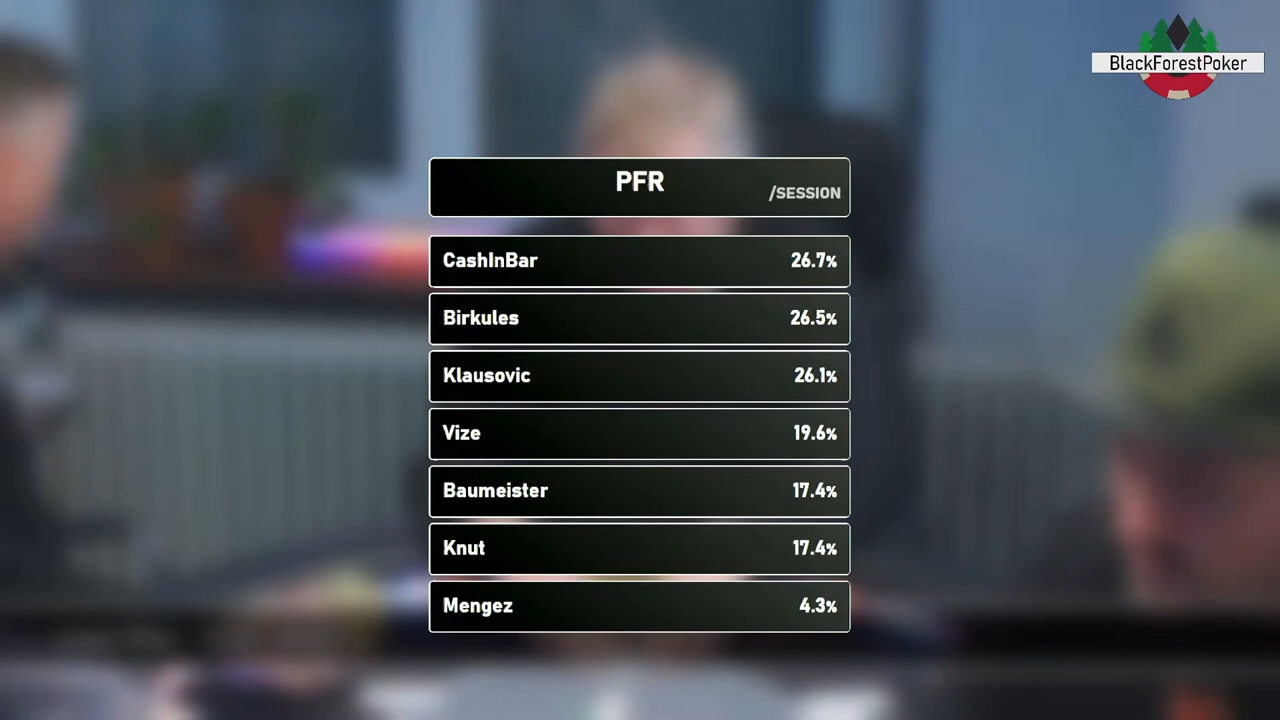 BlackForestPoker
PFR
/SESSION
CashInBar 26.7%
Birkules 26.5%
Klausovic 26.1%
Vize 19.6%
Baumeister 17.4%
Knut 17.4%
Mengez 4.3%